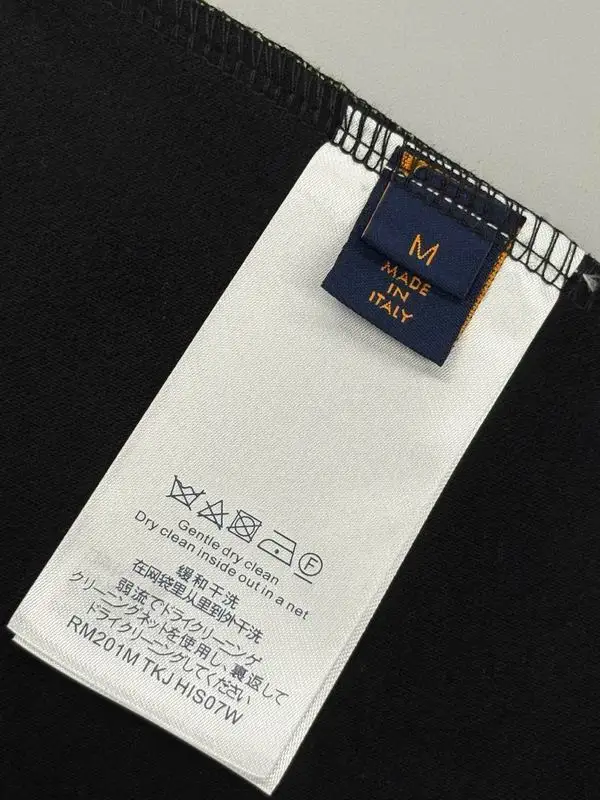 M
MADE
IN
ITALY
F
Gentle dry clean
Dry clean inside out in a net
缓和干洗
在网袋里从里到外干洗
弱流でドライクリーニンゲ
クリーニングネットを使用し、裏返して
ドライクリーニングしてください
RM201M TKJ HIS07W